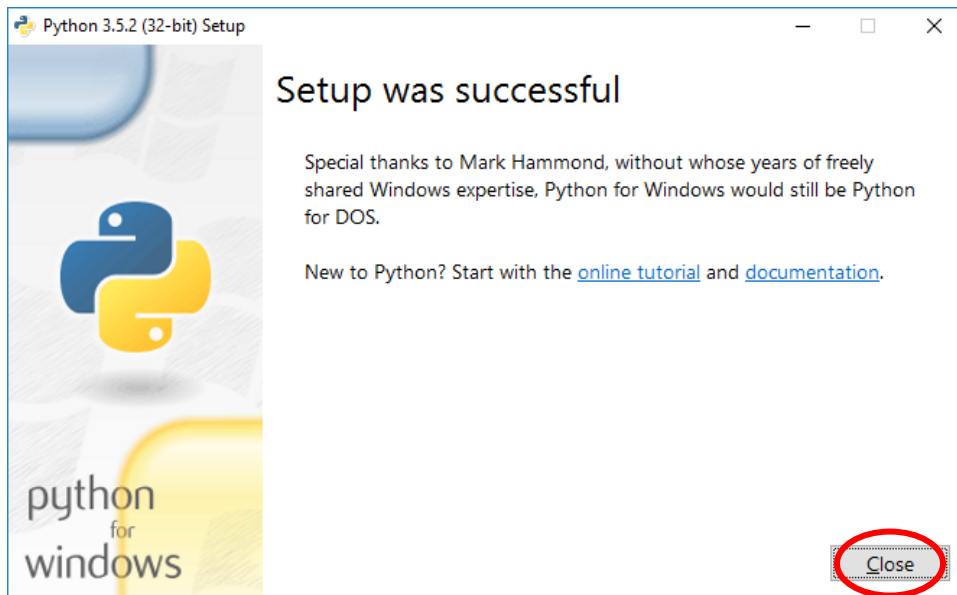 Python 3.5.2 (32-bit) Setup
Setup was successful
Special thanks to Mark Hammond, without whose years of freely
shared Windows expertise, Python for Windows would still be Python
for DOS.
New to Python? Start with the online tutorial and documentation.
python
for
windows
Close